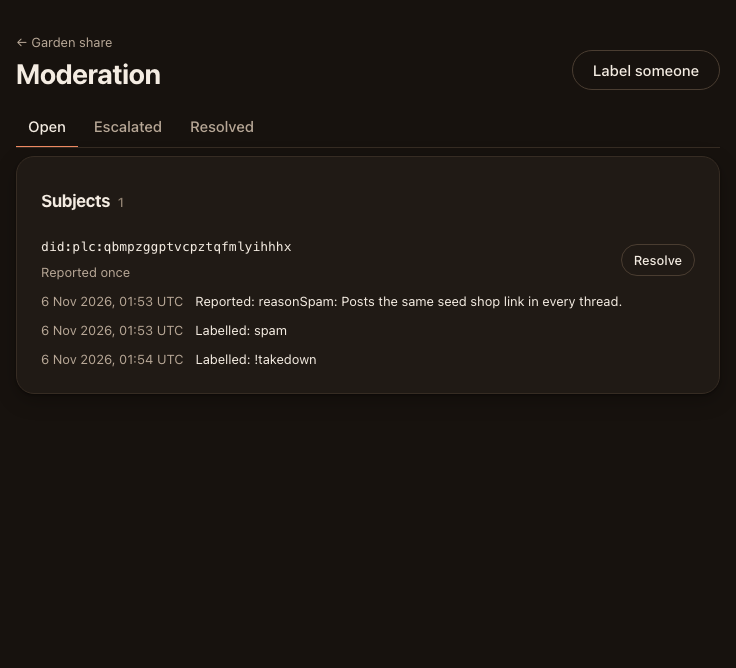 ← Garden share
Moderation
Label someone
Open Escalated Resolved
Subjects 1
did:plc:qbmpzggptvcpztqfmlyihhhx
Reported once
Resolve
6 Nov 2026, 01:53 UTC Reported: reasonSpam: Posts the same seed shop link in every thread.
6 Nov 2026, 01:53 UTC Labelled: spam
6 Nov 2026, 01:54 UTC Labelled: !takedown